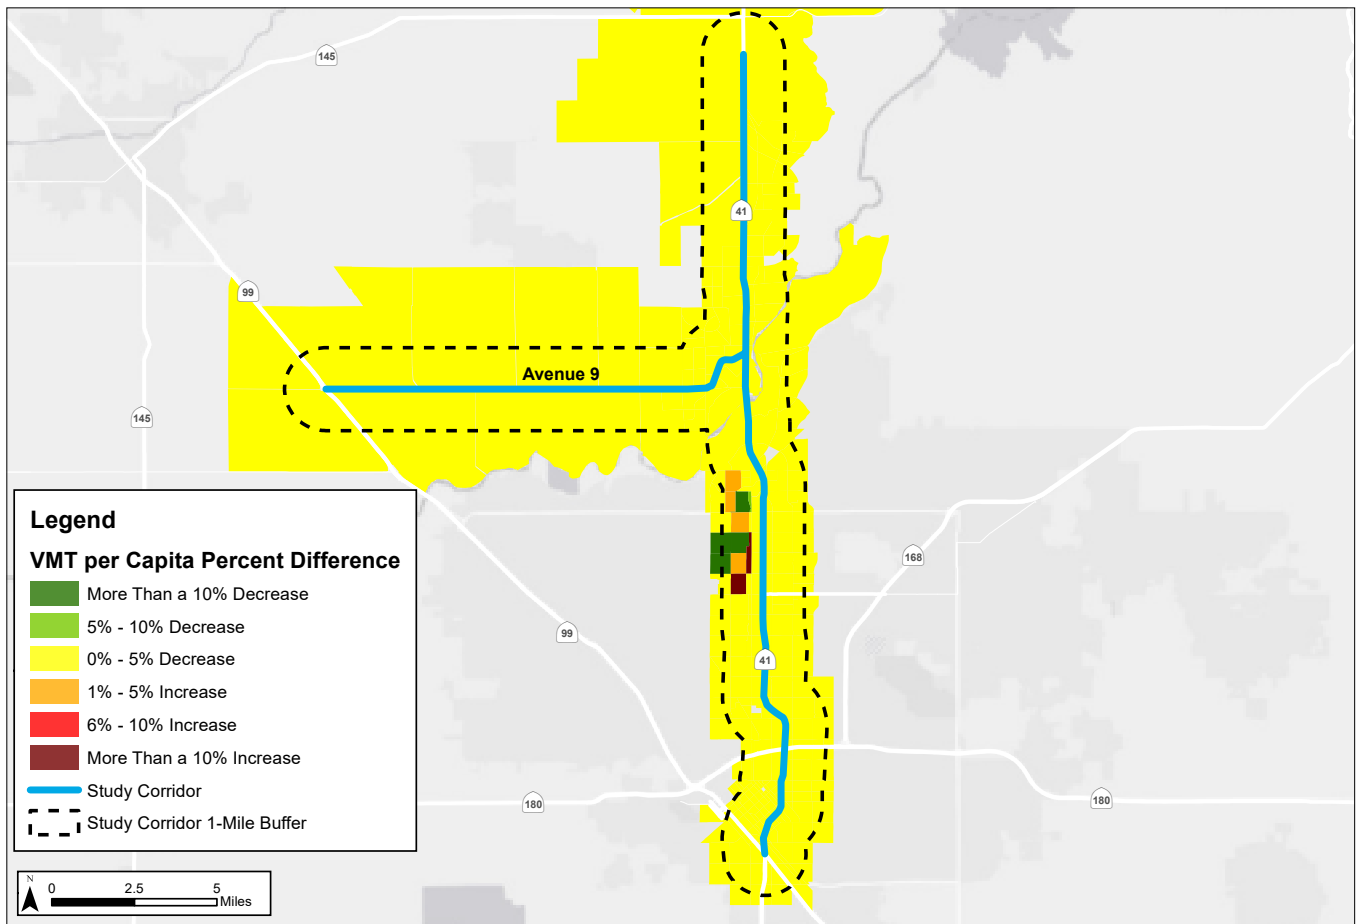 145
41
99
Avenue 9
145
168
99
41
180
180
Legend
VMT per Capita Percent Difference
More Than a 10% Decrease
5% - 10% Decrease
0% - 5% Decrease
1% - 5% Increase
6% - 10% Increase
More Than a 10% Increase
Study Corridor
Study Corridor 1-Mile Buffer
N
0 2.5 5
Miles